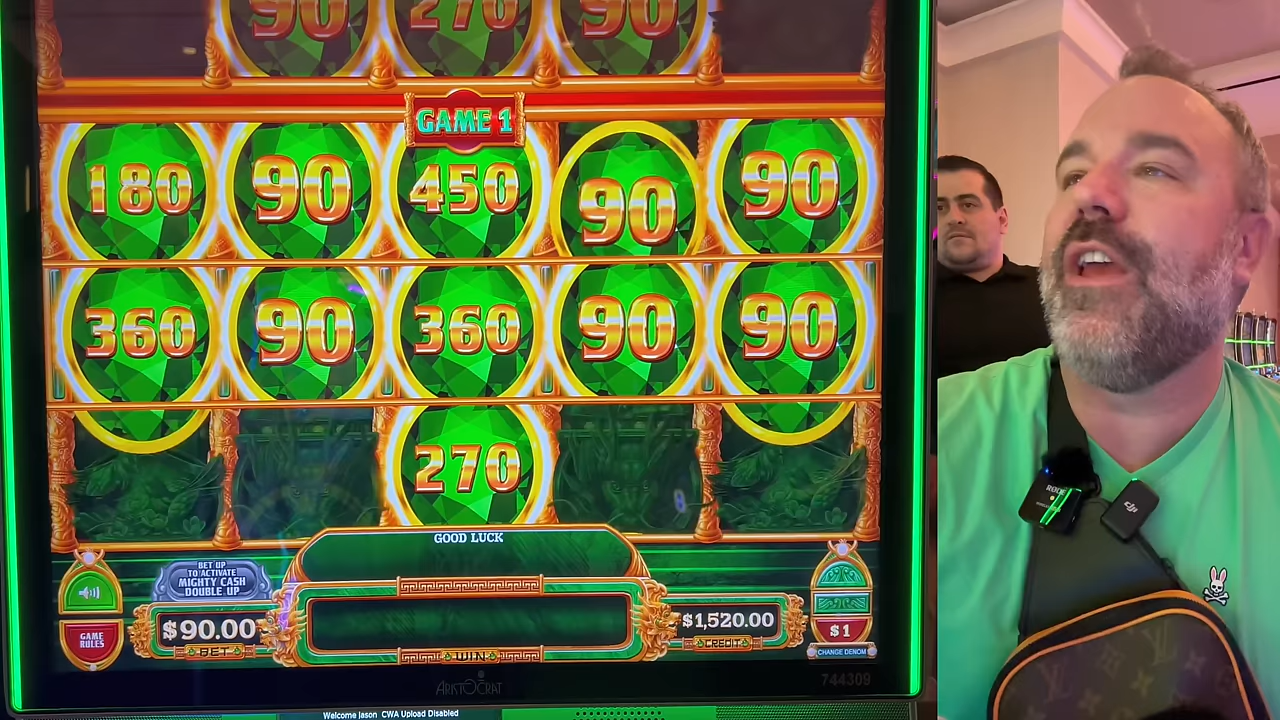 90 270 90
GAME 1
180 90 450 90 90
360 90 360 90 90
270
GOOD LUCK
BET UP
TO ACTIVATE
MIGHTY CASH
DOUBLE UP
$90.00
BET
GAME
RULES
WIN
$1,520.00
CREDIT
$1
CHANGE DENOM
ARISTOCRAT
744309
Welcome Jason CWA Upload Disabled
RODE
DJI